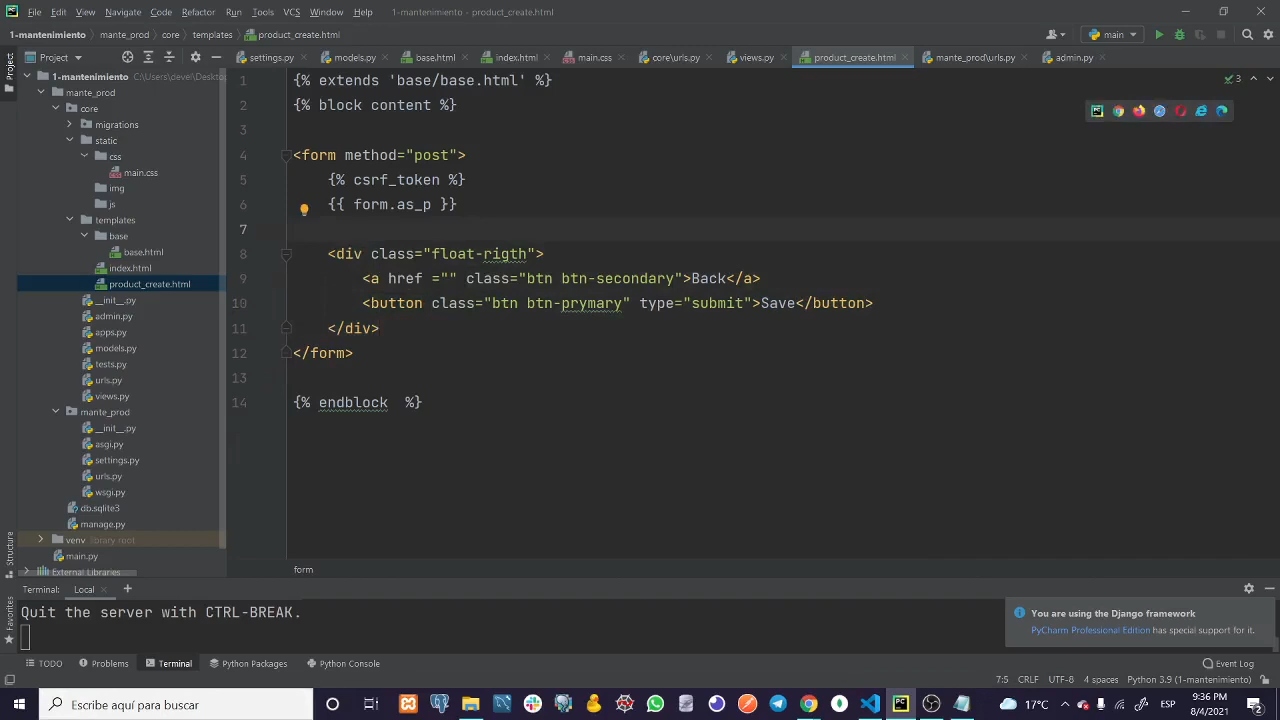 File Edit View Navigate Code Refactor Run Tools VCS Window Help 1-mantenimiento - product_create.html
1-mantenimiento mante_prod core templates product_create.html main
Project settings.py models.py base.html index.html main.css core\urls.py views.py product_create.html mante_prod\urls.py admin.py
1-mantenimiento C:\Users\devel\Deskto
mante_prod
core
migrations
static
css
main.css
img
js
templates
base
base.html
index.html
product_create.html
__init__.py
admin.py
apps.py
models.py
tests.py
urls.py
views.py
mante_prod
__init__.py
asgi.py
settings.py
urls.py
wsgi.py
db.sqlite3
manage.py
venv library root
main.py
External Libraries
Project
Structure
Favorites
1 {% extends 'base/base.html' %}
2 {% block content %}
3
4 <form method="post">
5 {% csrf_token %}
6 {{ form.as_p }}
7
8 <div class="float-rigth">
9 <a href ="" class="btn btn-secondary">Back</a>
10 <button class="btn btn-prymary" type="submit">Save</button>
11 </div>
12 </form>
13
14 {% endblock  %}
3
form
Terminal: Local +
Quit the server with CTRL-BREAK.
You are using the Django framework
PyCharm Professional Edition has special support for it.
TODO Problems Terminal Python Packages Python Console Event Log
7:5 CRLF UTF-8 4 spaces Python 3.9 (1-mantenimiento)
Escribe aquí para buscar
17°C ESP 9:36 PM
8/4/2021
2